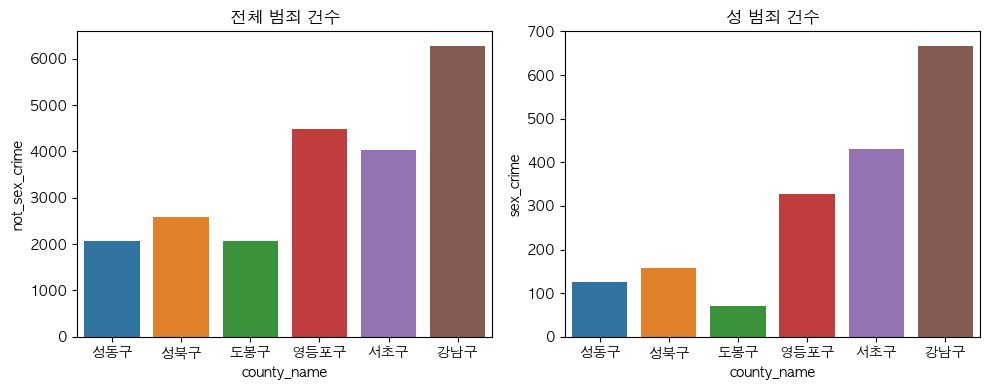 전체 범죄 건수
not_sex_crime
6000
5000
4000
3000
2000
1000
0
성동구 성북구 도봉구 영등포구 서초구 강남구
county_name
성 범죄 건수
sex_crime
700
600
500
400
300
200
100
0
성동구 성북구 도봉구 영등포구 서초구 강남구
county_name